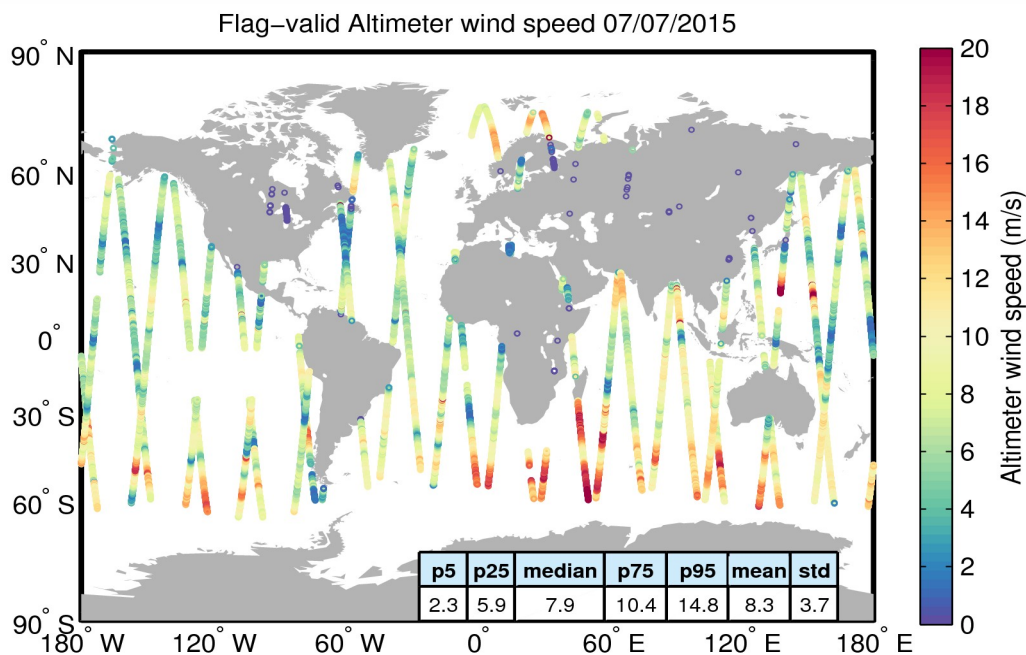 Flag−valid Altimeter wind speed 07/07/2015
90° N
60° N
30° N
0°
30° S
60° S
90° S
180° W
120° W
60° W
0°
60° E
120° E
180° E
p5 p25 median p75 p95 mean std
2.3 5.9 7.9 10.4 14.8 8.3 3.7
20
18
16
14
12
10
8
6
4
2
0
Altimeter wind speed (m/s)